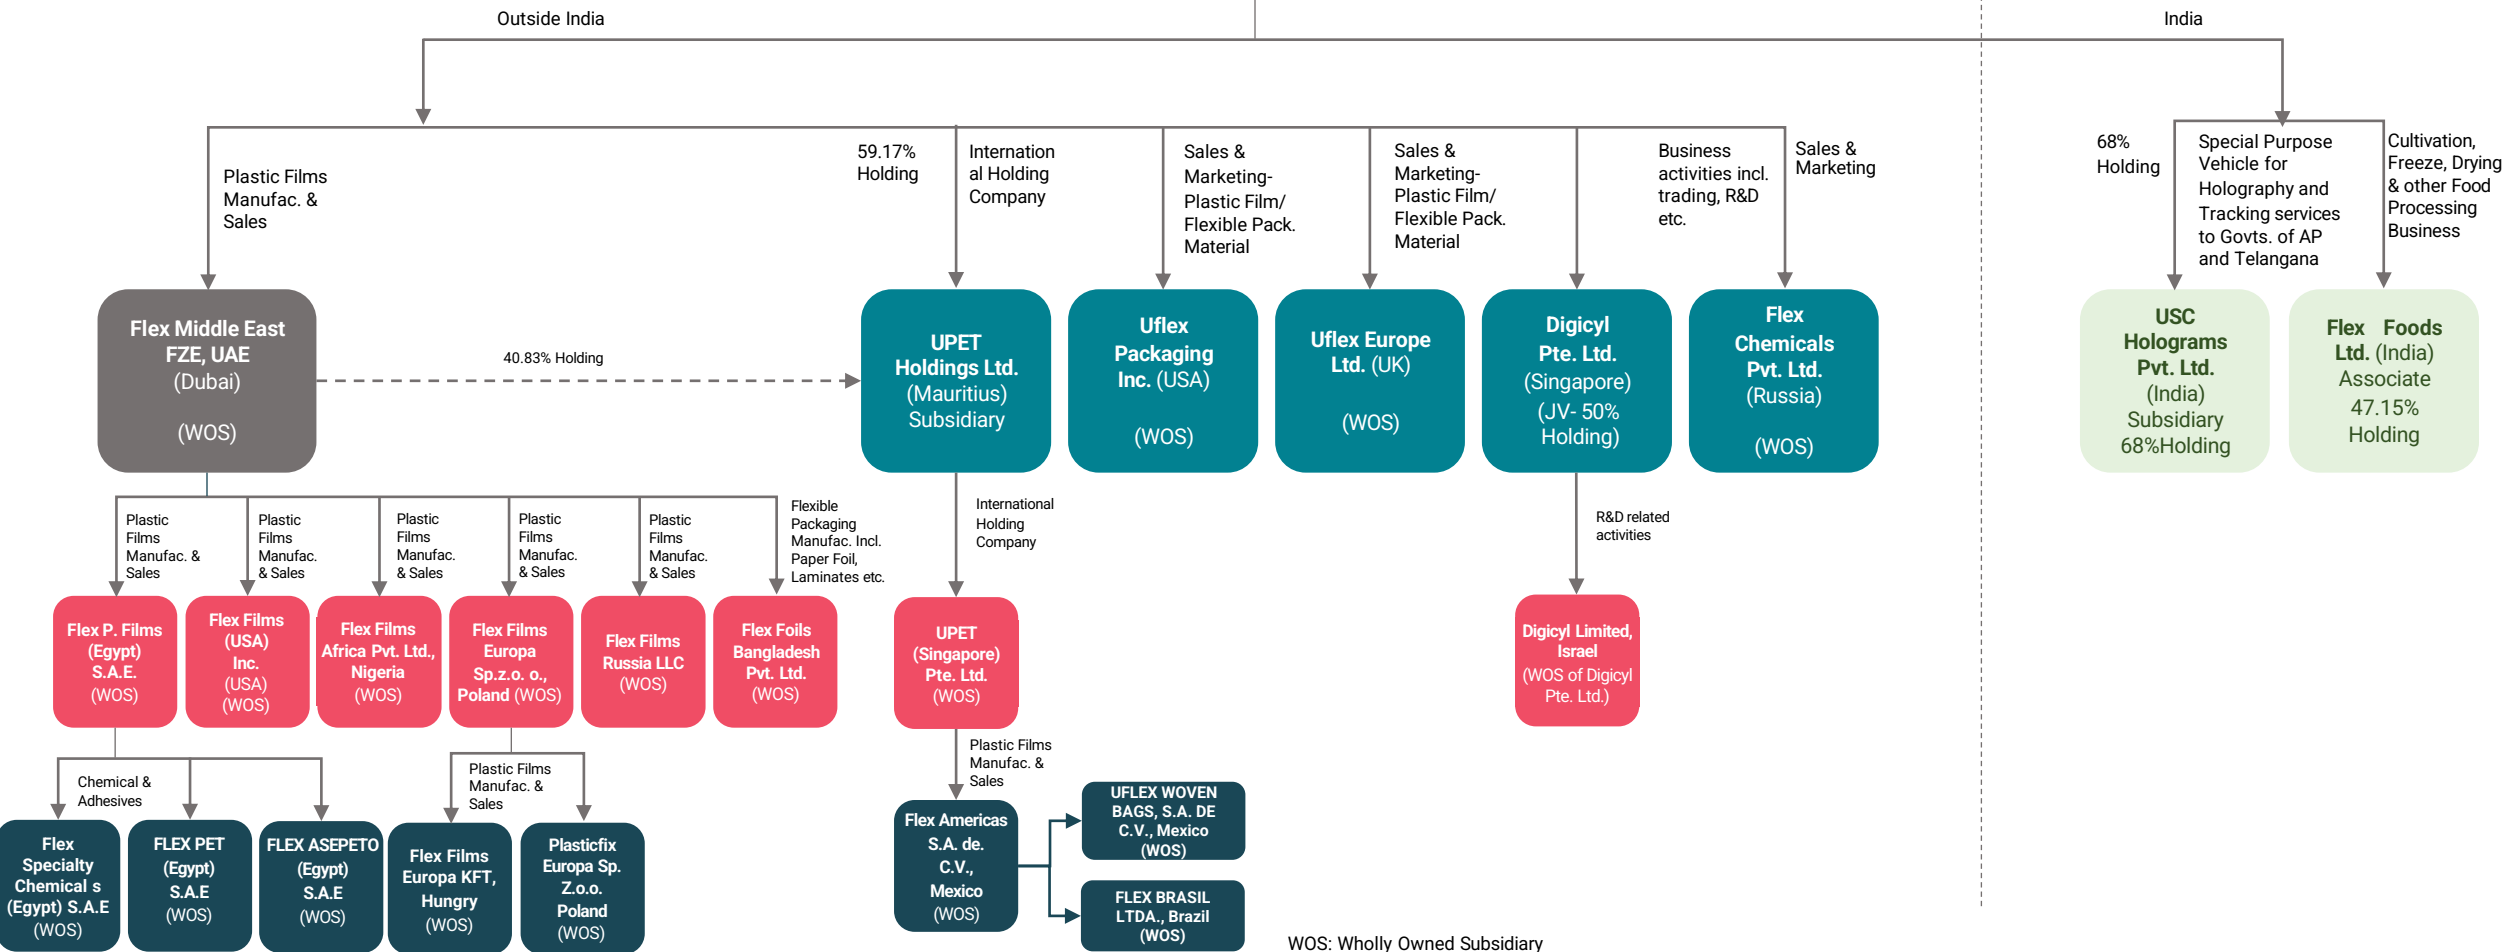 Outside India
India
Plastic Films
Manufac. &
Sales
59.17%
Holding
Internation
al Holding
Company
Sales &
Marketing-
Plastic Film/
Flexible Pack.
Material
Sales &
Marketing-
Plastic Film/
Flexible Pack.
Material
Business
activities incl.
trading, R&D
etc.
Sales &
Marketing
68%
Holding
Special Purpose
Vehicle for
Holography and
Tracking services
to Govts. of AP
and Telangana
Cultivation,
Freeze, Drying
& other Food
Processing
Business
Flex Middle East
FZE, UAE
(Dubai)
(WOS)
40.83% Holding
UPET
Holdings Ltd.
(Mauritius)
Subsidiary
Uflex
Packaging
Inc. (USA)
(WOS)
Uflex Europe
Ltd. (UK)
(WOS)
Digicyl
Pte. Ltd.
(Singapore)
(JV- 50%
Holding)
Flex
Chemicals
Pvt. Ltd.
(Russia)
(WOS)
USC
Holograms
Pvt. Ltd.
(India)
Subsidiary
68%Holding
Flex Foods
Ltd. (India)
Associate
47.15%
Holding
Plastic
Films
Manufac. &
Sales
Plastic
Films
Manufac.
& Sales
Plastic
Films
Manufac.
& Sales
Plastic
Films
Manufac.
& Sales
Plastic
Films
Manufac.
& Sales
Flexible
Packaging
Manufac. Incl.
Paper Foil,
Laminates etc.
International
Holding
Company
R&D related
activities
Flex P. Films
(Egypt)
S.A.E.
(WOS)
Flex Films
(USA)
Inc.
(USA)
(WOS)
Flex Films
Africa Pvt. Ltd.,
Nigeria
(WOS)
Flex Films
Europa
Sp.z.o. o.,
Poland (WOS)
Flex Films
Russia LLC
(WOS)
Flex Foils
Bangladesh
Pvt. Ltd.
(WOS)
UPET
(Singapore)
Pte. Ltd.
(WOS)
Digicyl Limited,
Israel
(WOS of Digicyl
Pte. Ltd.)
Chemical &
Adhesives
Plastic Films
Manufac. &
Sales
Plastic Films
Manufac. &
Sales
Flex
Specialty
Chemical s
(Egypt) S.A.E
(WOS)
FLEX PET
(Egypt)
S.A.E
(WOS)
FLEX ASEPETO
(Egypt)
S.A.E
(WOS)
Flex Films
Europa KFT,
Hungry
(WOS)
Plasticfix
Europa Sp.
Z.o.o.
Poland
(WOS)
Flex Americas
S.A. de.
C.V.,
Mexico
(WOS)
UFLEX WOVEN
BAGS, S.A. DE
C.V., Mexico
(WOS)
FLEX BRASIL
LTDA., Brazil
(WOS)
WOS: Wholly Owned Subsidiary